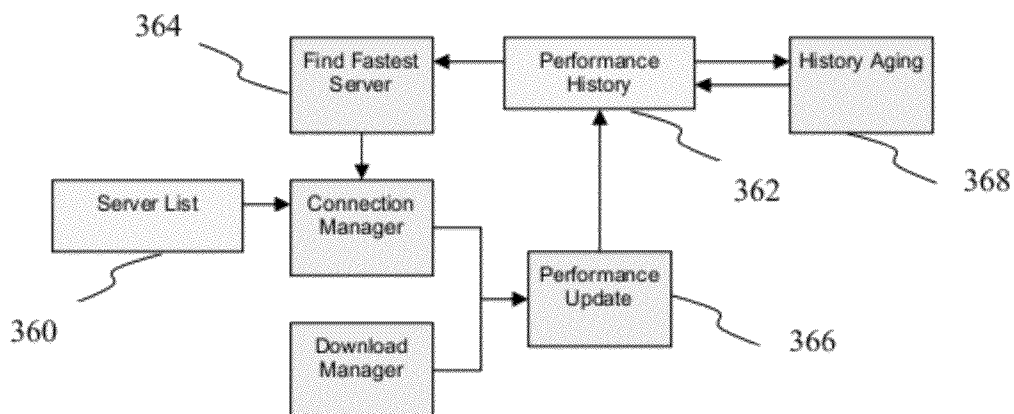 364
Find Fastest
Server
Performance
History
History Aging
362
368
Server List
Connection
Manager
360
Performance
Update
366
Download
Manager